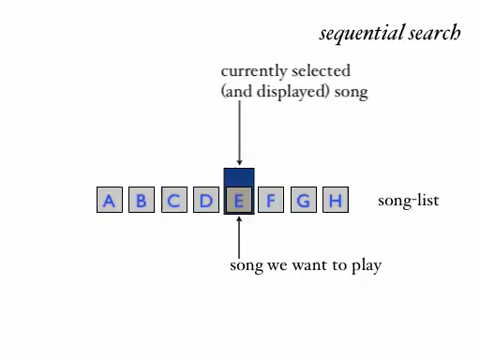 sequential search
currently selected
(and displayed) song
A B C D E F G H song-list
song we want to play